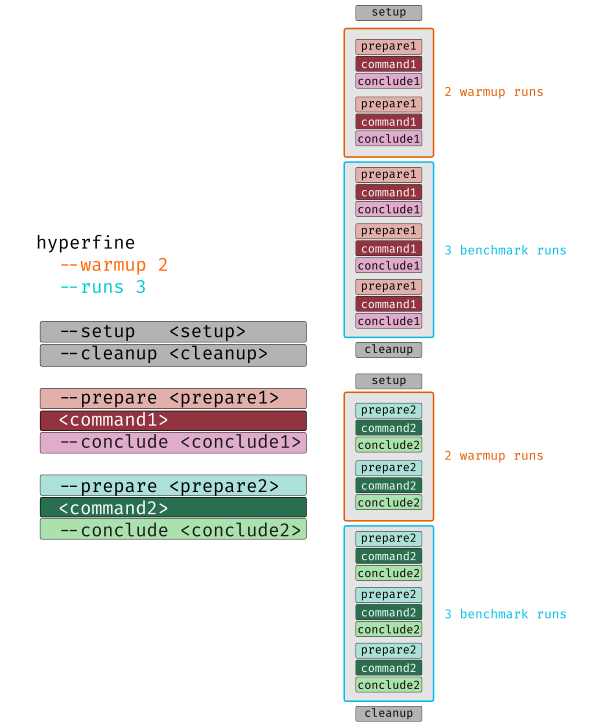 hyperfine
--warmup 2
--runs 3
--setup <setup>
--cleanup <cleanup>
--prepare <prepare1>
<command1>
--conclude <conclude1>
--prepare <prepare2>
<command2>
--conclude <conclude2>
setup
prepare1
command1
conclude1
prepare1
command1
conclude1
2 warmup runs
prepare1
command1
conclude1
prepare1
command1
conclude1
prepare1
command1
conclude1
3 benchmark runs
cleanup
setup
prepare2
command2
conclude2
prepare2
command2
conclude2
2 warmup runs
prepare2
command2
conclude2
prepare2
command2
conclude2
prepare2
command2
conclude2
3 benchmark runs
cleanup